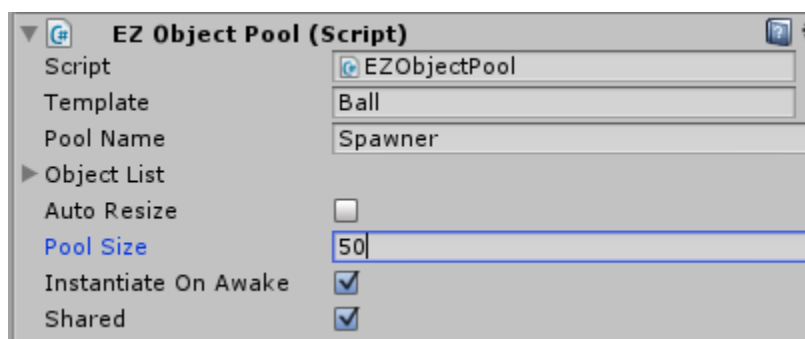 EZ Object Pool (Script)
Script EZObjectPool
Template Ball
Pool Name Spawner
Object List
Auto Resize
Pool Size 50
Instantiate On Awake
Shared